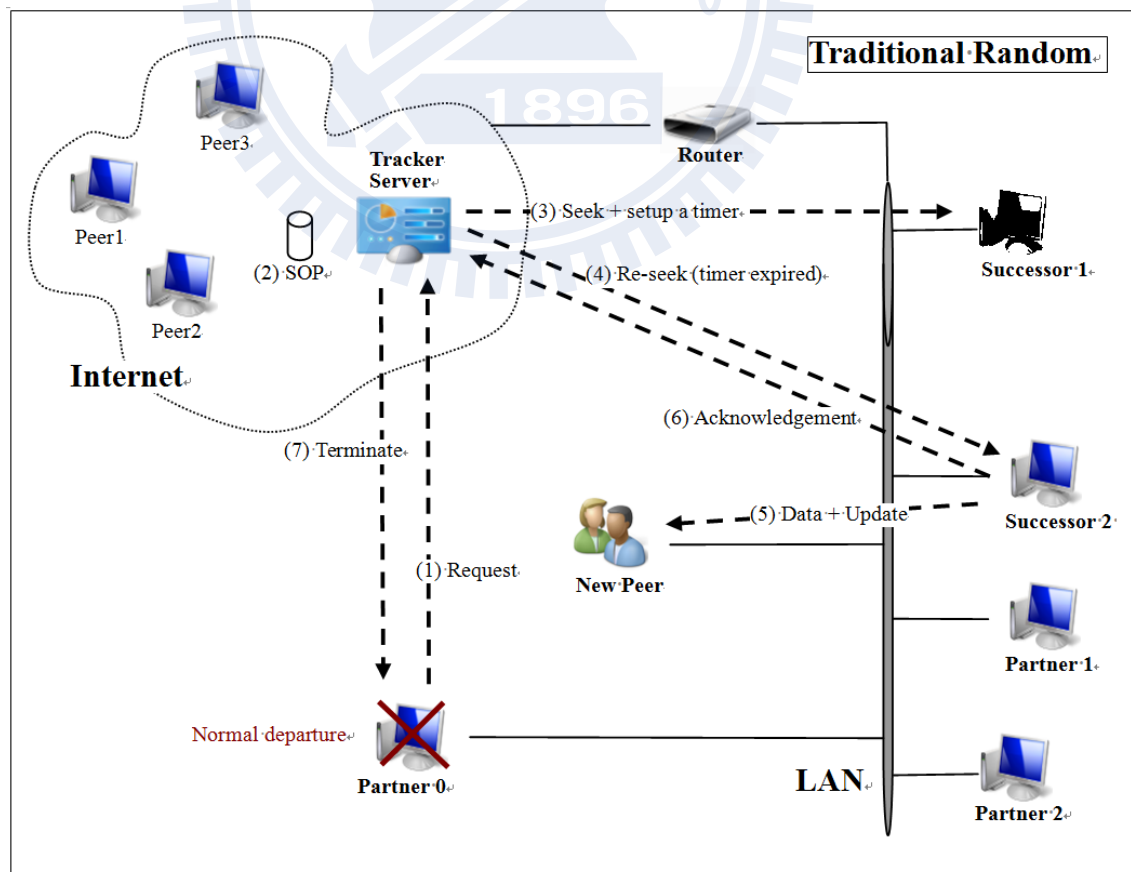 Traditional Random
1896
Peer3
Router
Tracker
Server
(3) Seek + setup a timer
Peer1
(2) SOP
(4) Re-seek (timer expired)
Successor 1
Peer2
Internet
(6) Acknowledgement
(7) Terminate
(5) Data + Update
Successor 2
(1) Request
New Peer
Partner 1
Normal departure
LAN
Partner 0
Partner 2